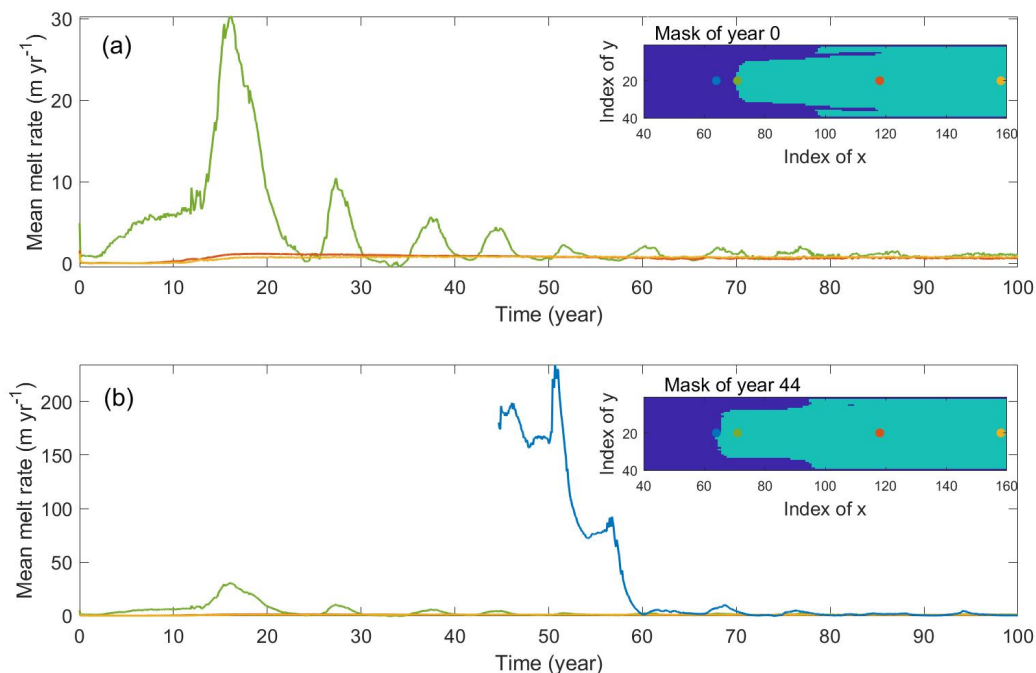 (a)
Mean melt rate (m yr-1)
30
20
10
0
0 10 20 30 40 50 60 70 80 90 100
Time (year)
Mask of year 0
Index of y
20
40
40 60 80 100 120 140 160
Index of x
(b)
Mean melt rate (m yr-1)
200
150
100
50
0
0 10 20 30 40 50 60 70 80 90 100
Time (year)
Mask of year 44
Index of y
20
40
40 60 80 100 120 140 160
Index of x